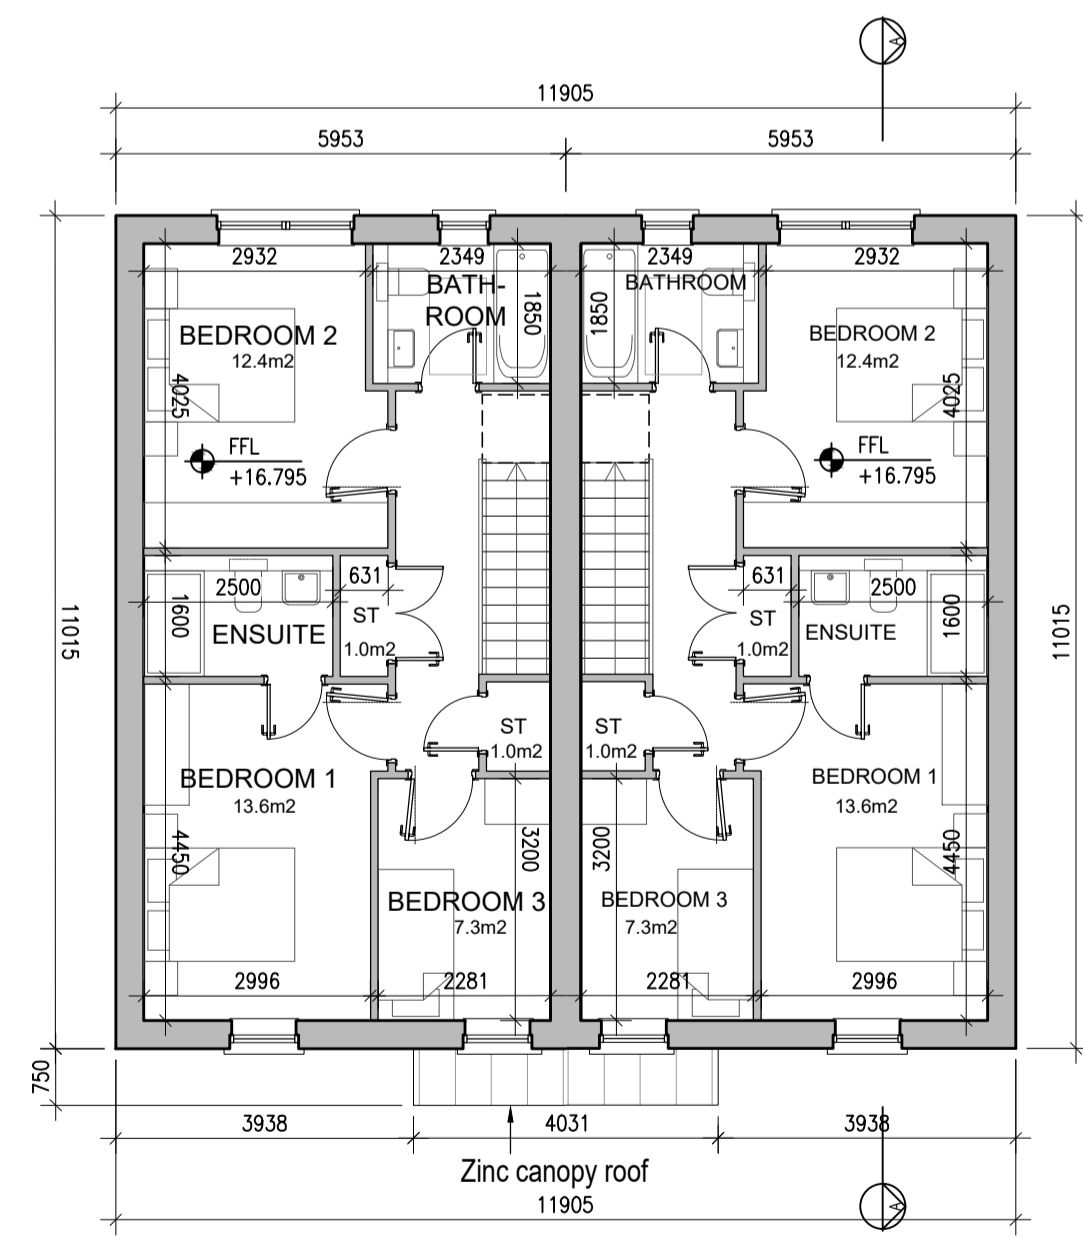 A
11905
5953
5953
2932
2349
2349
2932
BATH-
ROOM
BATHROOM
1850
1850
BEDROOM 2
12.4m2
BEDROOM 2
12.4m2
4025
4025
FFL
+16.795
FFL
+16.795
631
631
2500
2500
1600
1600
ST
1.0m2
ST
1.0m2
ENSUITE
ENSUITE
11015
11015
ST
1.0m2
ST
1.0m2
BEDROOM 1
13.6m2
BEDROOM 1
13.6m2
4450
4450
3200
3200
BEDROOM 3
7.3m2
BEDROOM 3
7.3m2
2996
2281
2281
2996
750
3938
4031
3938
Zinc canopy roof
11905
A